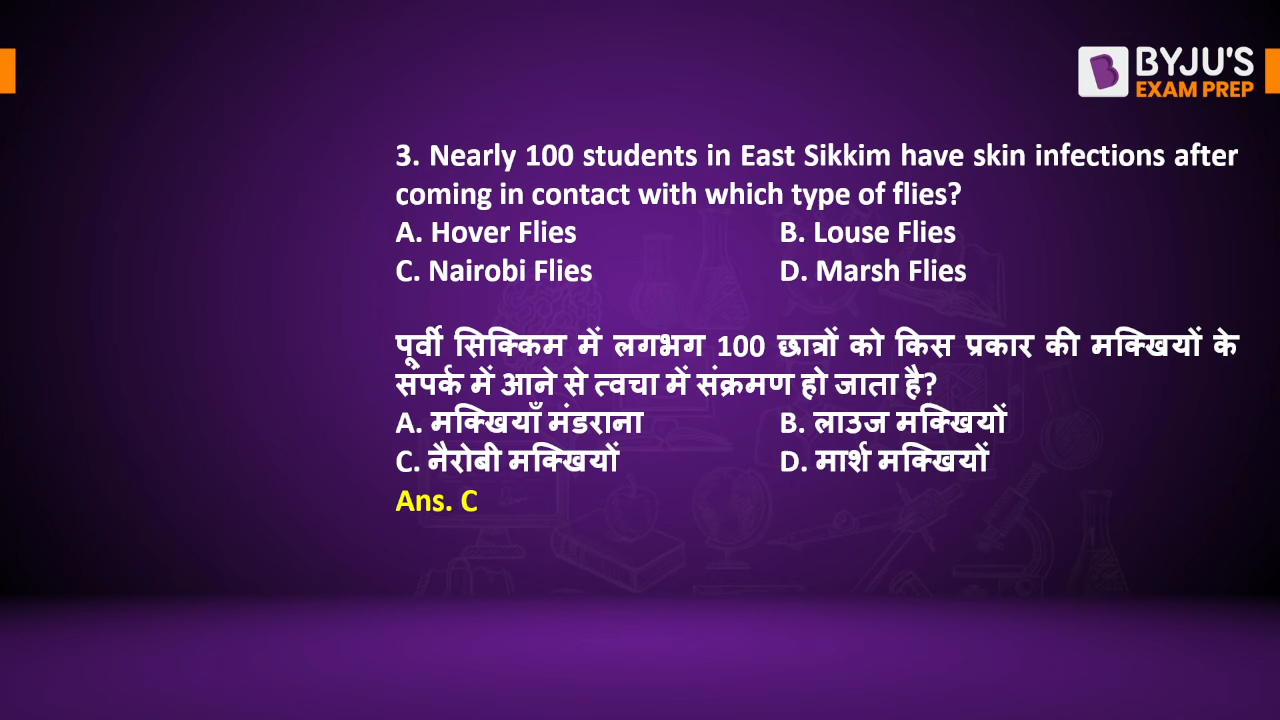 BYJU'S
EXAM PREP
3. Nearly 100 students in East Sikkim have skin infections after
coming in contact with which type of flies?
A. Hover Flies B. Louse Flies
C. Nairobi Flies D. Marsh Flies
पूर्वी सिक्किम में लगभग 100 छात्रों को किस प्रकार की मक्खियों के
संपर्क में आने से त्वचा में संक्रमण हो जाता है?
A. मक्खियाँ मंडराना B. लाउज मक्खियों
C. नैरोबी मक्खियों D. मार्श मक्खियों
Ans. C